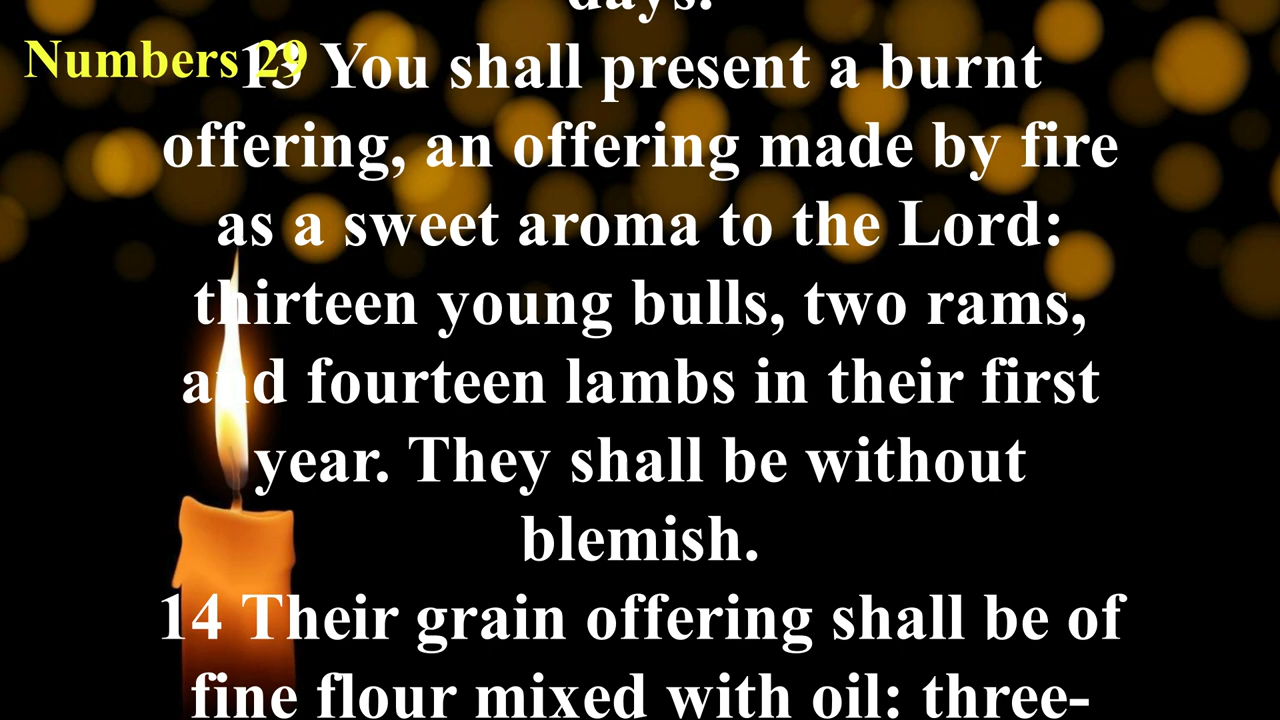 days.
Numbers 29
13 You shall present a burnt
offering, an offering made by fire
as a sweet aroma to the Lord:
thirteen young bulls, two rams,
and fourteen lambs in their first
year. They shall be without
blemish.
14 Their grain offering shall be of
fine flour mixed with oil: three-